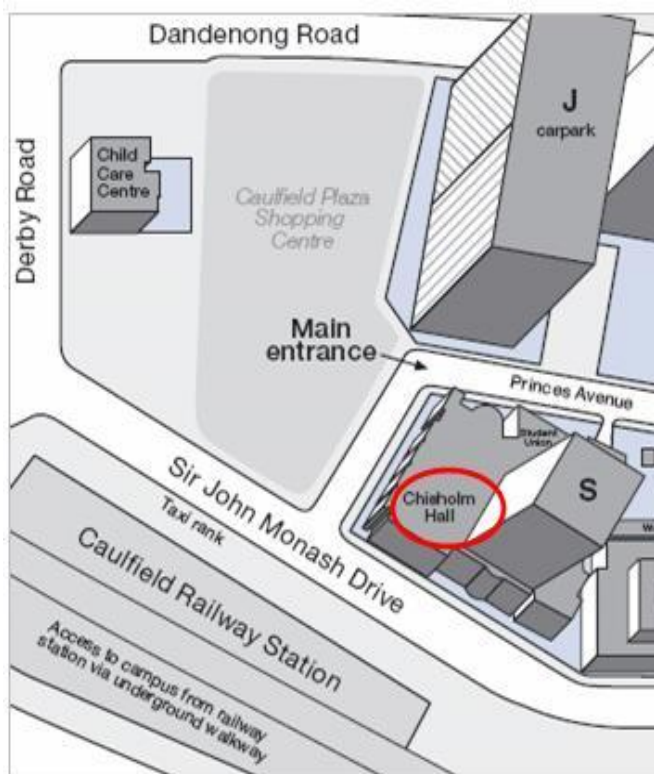 Dandenong Road
J
carpark
Child
Care
Centre
Derby Road
Caulfield Plaza
Shopping
Centre
Main
entrance
Princes Avenue
Student
Union
S
Chisholm
Hall
W
Sir John Monash Drive
Taxi rank
Caulfield Railway Station
Access to campus from railway
station via underground walkway